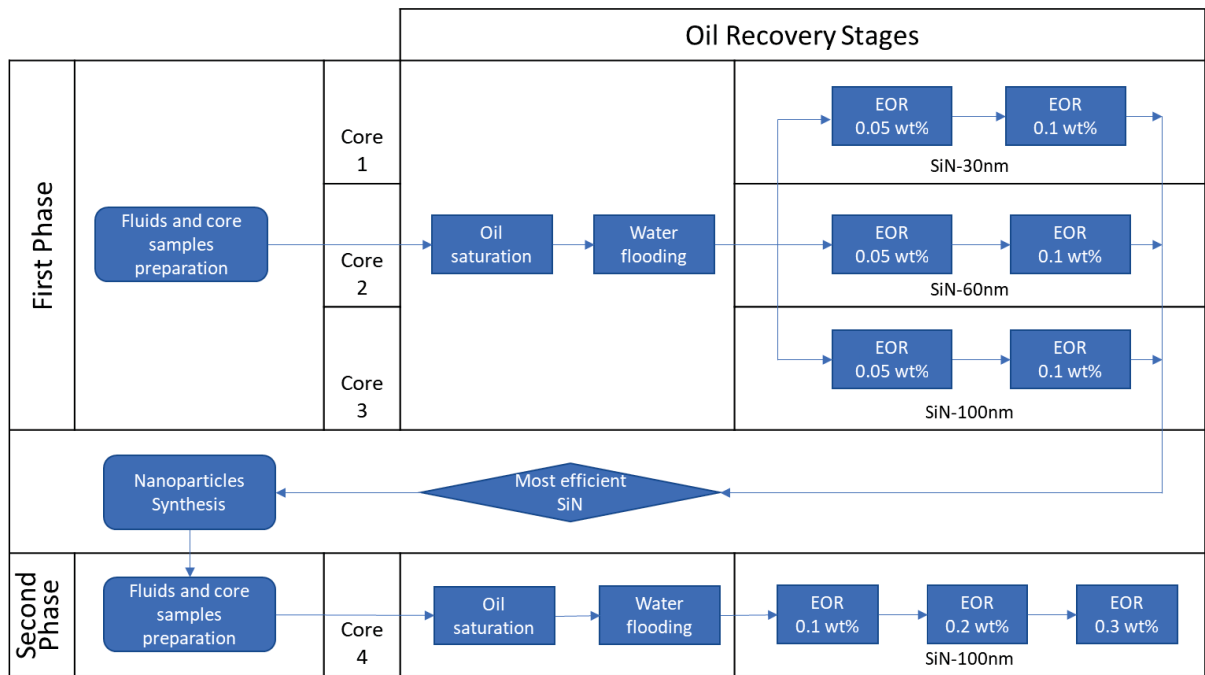 Oil Recovery Stages
First Phase
Fluids and core
samples
preparation
Core
1
Core
2
Core
3
Oil
saturation
Water
flooding
EOR
0.05 wt%
EOR
0.1 wt%
SiN-30nm
EOR
0.05 wt%
EOR
0.1 wt%
SiN-60nm
EOR
0.05 wt%
EOR
0.1 wt%
SiN-100nm
Nanoparticles
Synthesis
Most efficient
SiN
Second
Phase
Fluids and core
samples
preparation
Core
4
Oil
saturation
Water
flooding
EOR
0.1 wt%
EOR
0.2 wt%
EOR
0.3 wt%
SiN-100nm